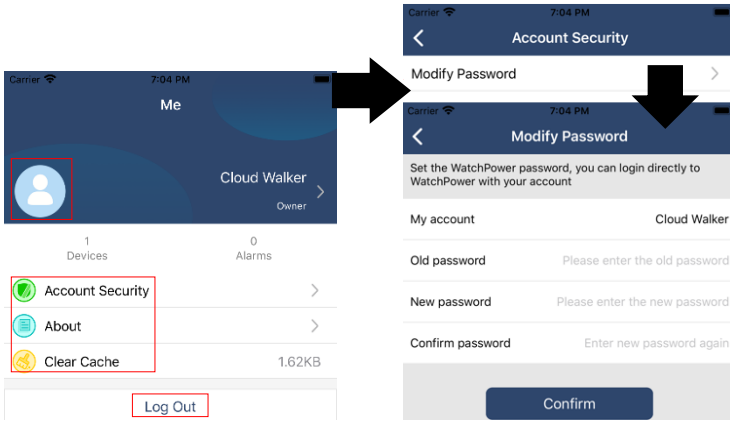 Carrier 7:04 PM
Me
Cloud Walker
Owner
1 0
Devices Alarms
Account Security
About
Clear Cache 1.62KB
Log Out
Carrier 7:04 PM
Account Security
Modify Password
Carrier 7:04 PM
Modify Password
Set the WatchPower password, you can login directly to
WatchPower with your account
My account Cloud Walker
Old password Please enter the old password
New password Please enter the new password
Confirm password Enter new password again
Confirm